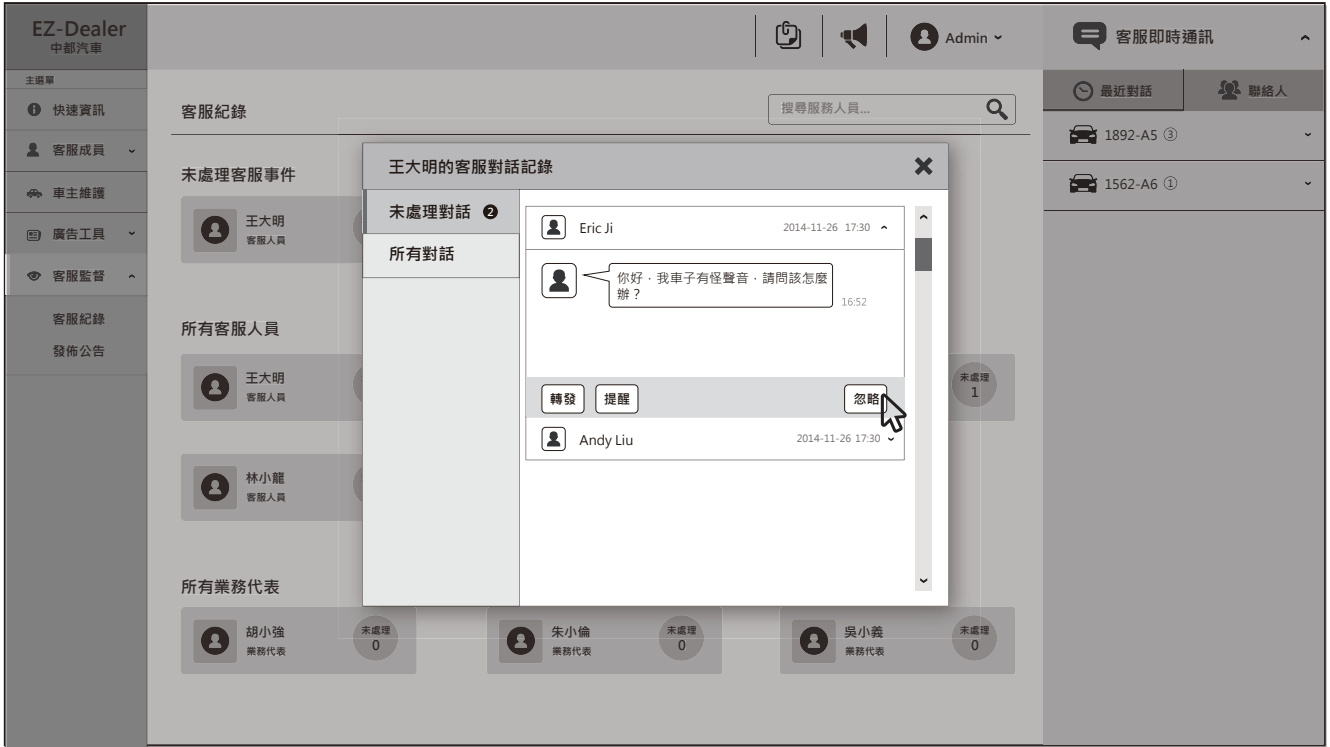 EZ-Dealer
中都汽車
Admin
客服即時通訊
主選單
快速資訊
客服成員
車主維護
廣告工具
客服監督
客服紀錄
發佈公告
客服紀錄
搜尋服務人員...
未處理客服事件
王大明
客服人員
所有客服人員
王大明
客服人員
未處理
1
林小龍
客服人員
所有業務代表
胡小強
業務代表
未處理
0
朱小倫
業務代表
未處理
0
吳小義
業務代表
未處理
0
王大明的客服對話記錄
未處理對話 2
所有對話
Eric Ji
2014-11-26 17:30
你好，我車子有怪聲音，請問該怎麼
辦？
16:52
轉發
提醒
忽略
Andy Liu
2014-11-26 17:30
最近對話
聯絡人
1892-A5 ③
1562-A6 ①